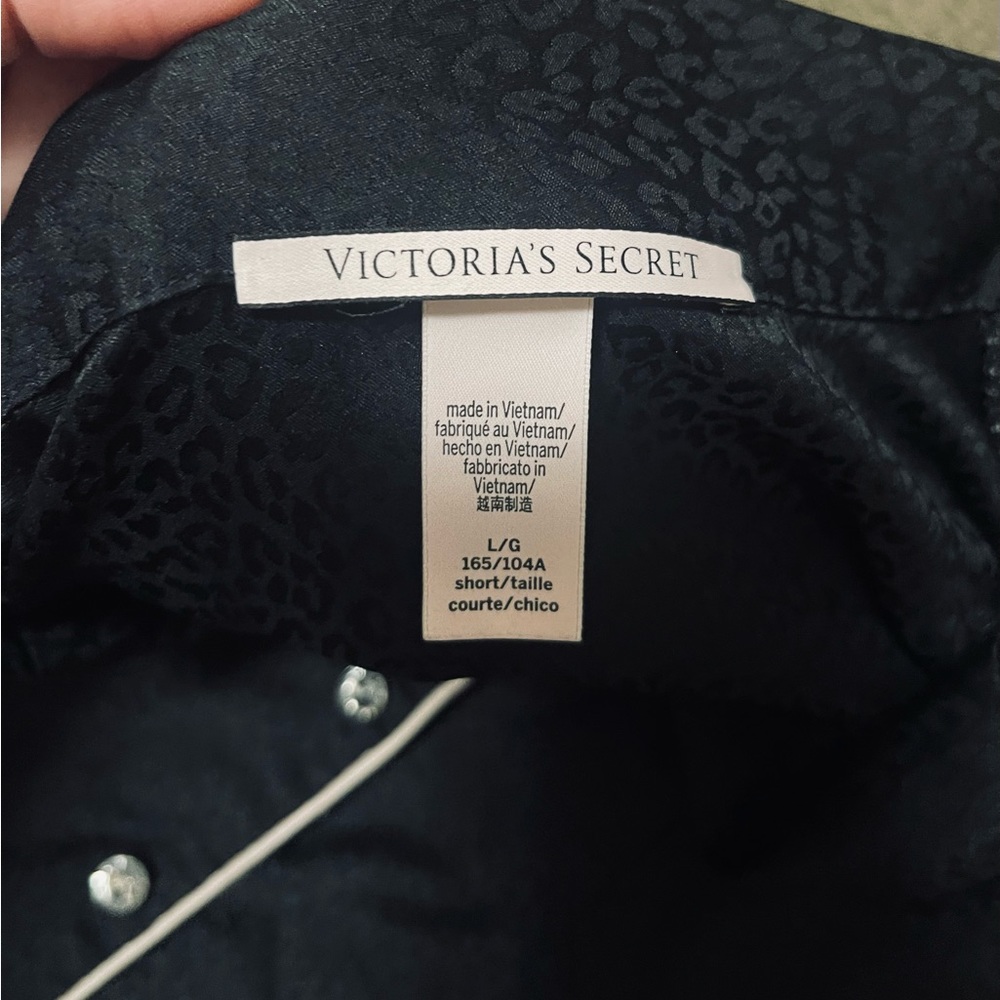 VICTORIA'S SECRET
made in Vietnam/
fabriqué au Vietnam/
hecho en Vietnam/
fabbricato in
Vietnam/
越南制造
L/G
165/104A
short/taille
courte/chico